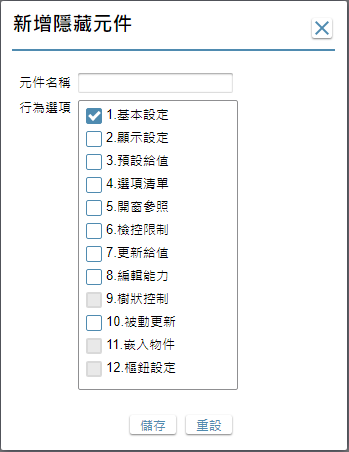 新增隱藏元件
元件名稱
行為選項
1.基本設定
2.顯示設定
3.預設給值
4.選項清單
5.開窗參照
6.檢控限制
7.更新給值
8.編輯能力
9.樹狀控制
10.被動更新
11.嵌入物件
12.樞鈕設定
儲存 重設